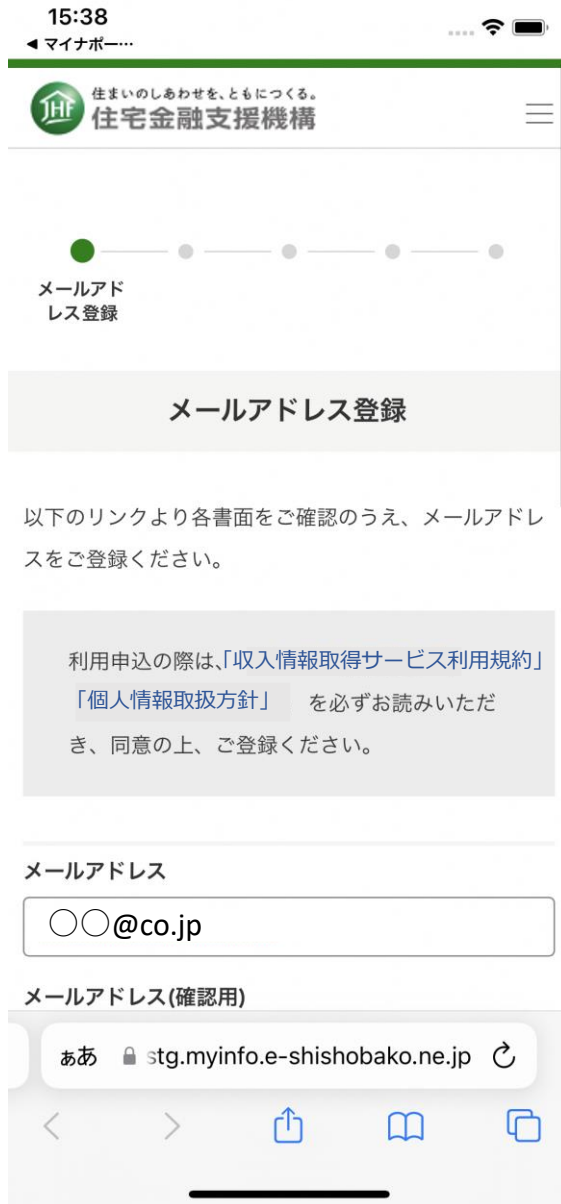 15:38
◀ マイナポー…
JHF
住まいのしあわせを、ともにつくる。
住宅金融支援機構
メールアド
レス登録
メールアドレス登録
以下のリンクより各書面をご確認のうえ、メールアドレ
スをご登録ください。
利用申込の際は、「収入情報取得サービス利用規約」
「個人情報取扱方針」 を必ずお読みいただ
き、同意の上、ご登録ください。
メールアドレス
○○@co.jp
メールアドレス(確認用)
ぁあ stg.myinfo.e-shishobako.ne.jp